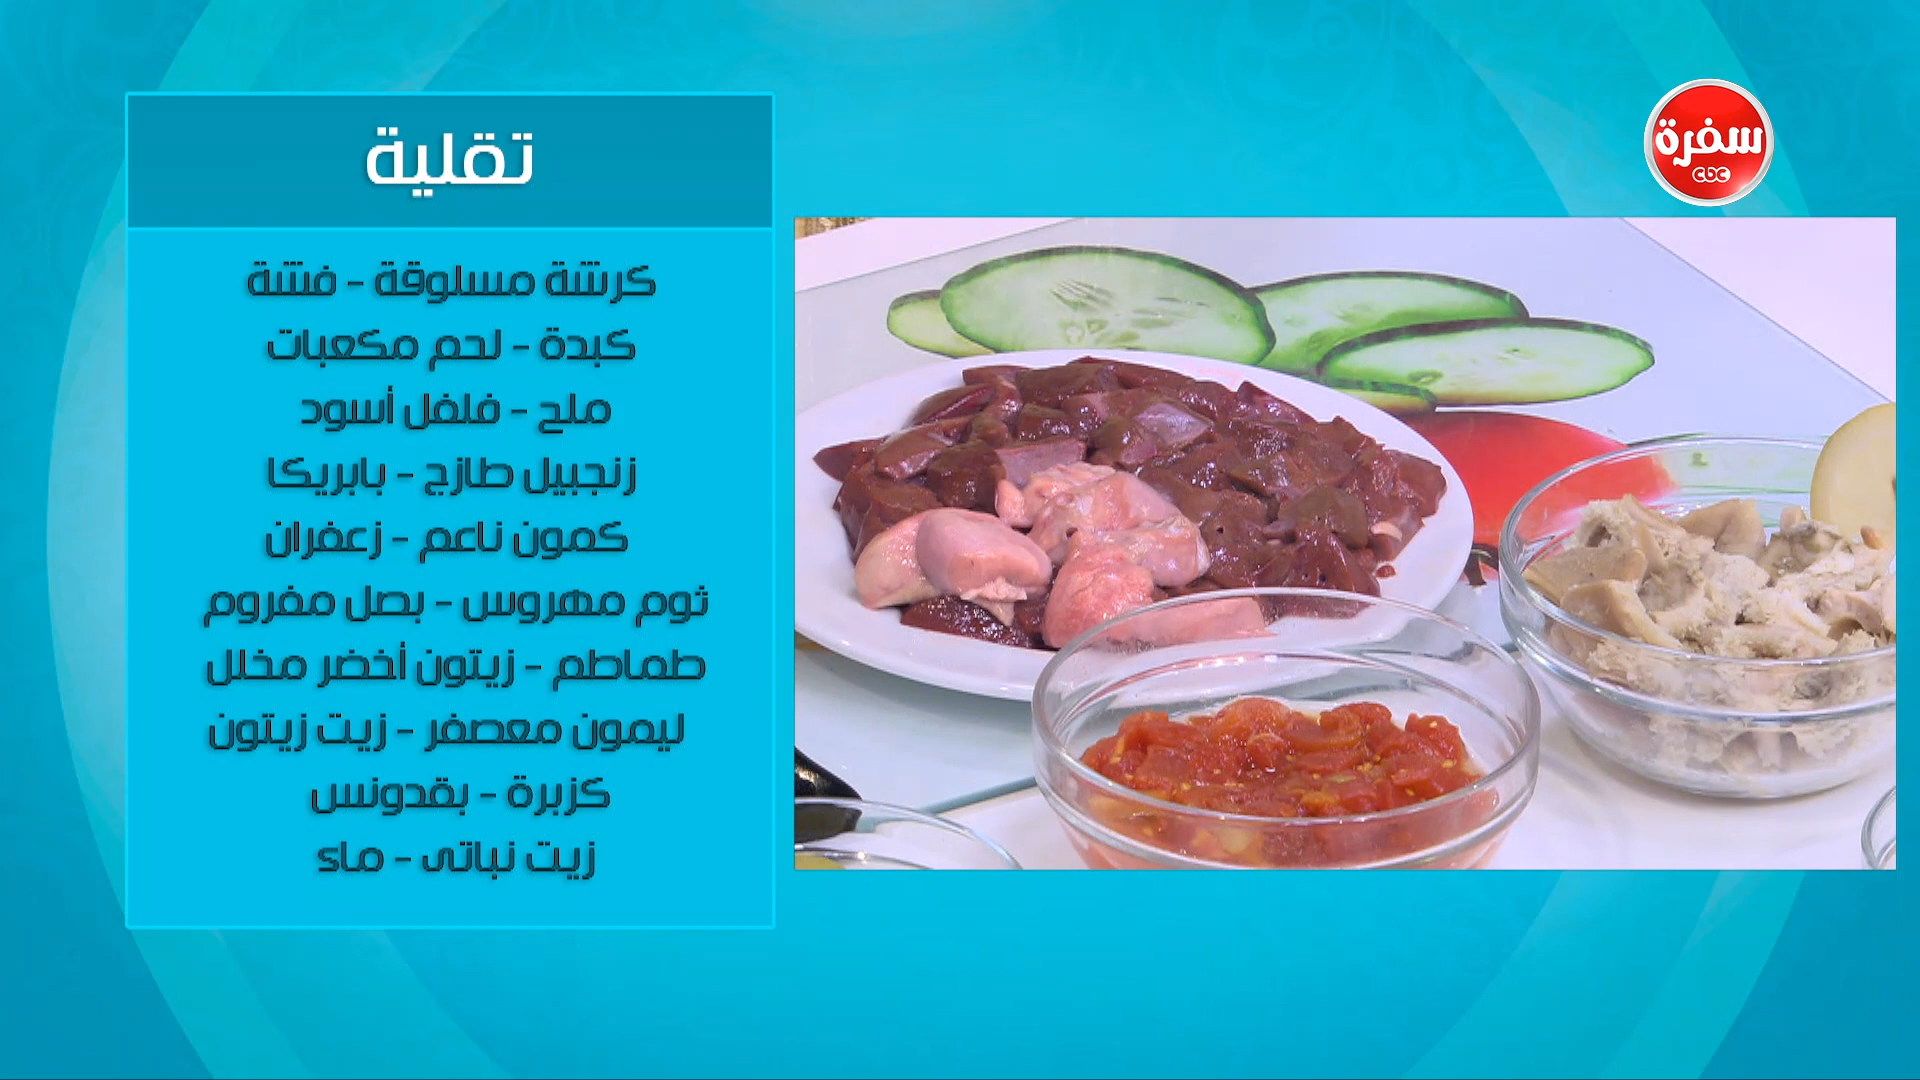 تقلية
كرشة مسلوقة - فشة
كبدة - لحم مكعبات
ملح - فلفل أسود
زنجبيل طازج - بابريكا
كمون ناعم - زعفران
ثوم مهروس - بصل مفروم
طماطم - زيتون أخضر مخلل
ليمون معصفر - زيت زيتون
كزبرة - بقدونس
زيت نباتى - ماء
سفرة
cbc